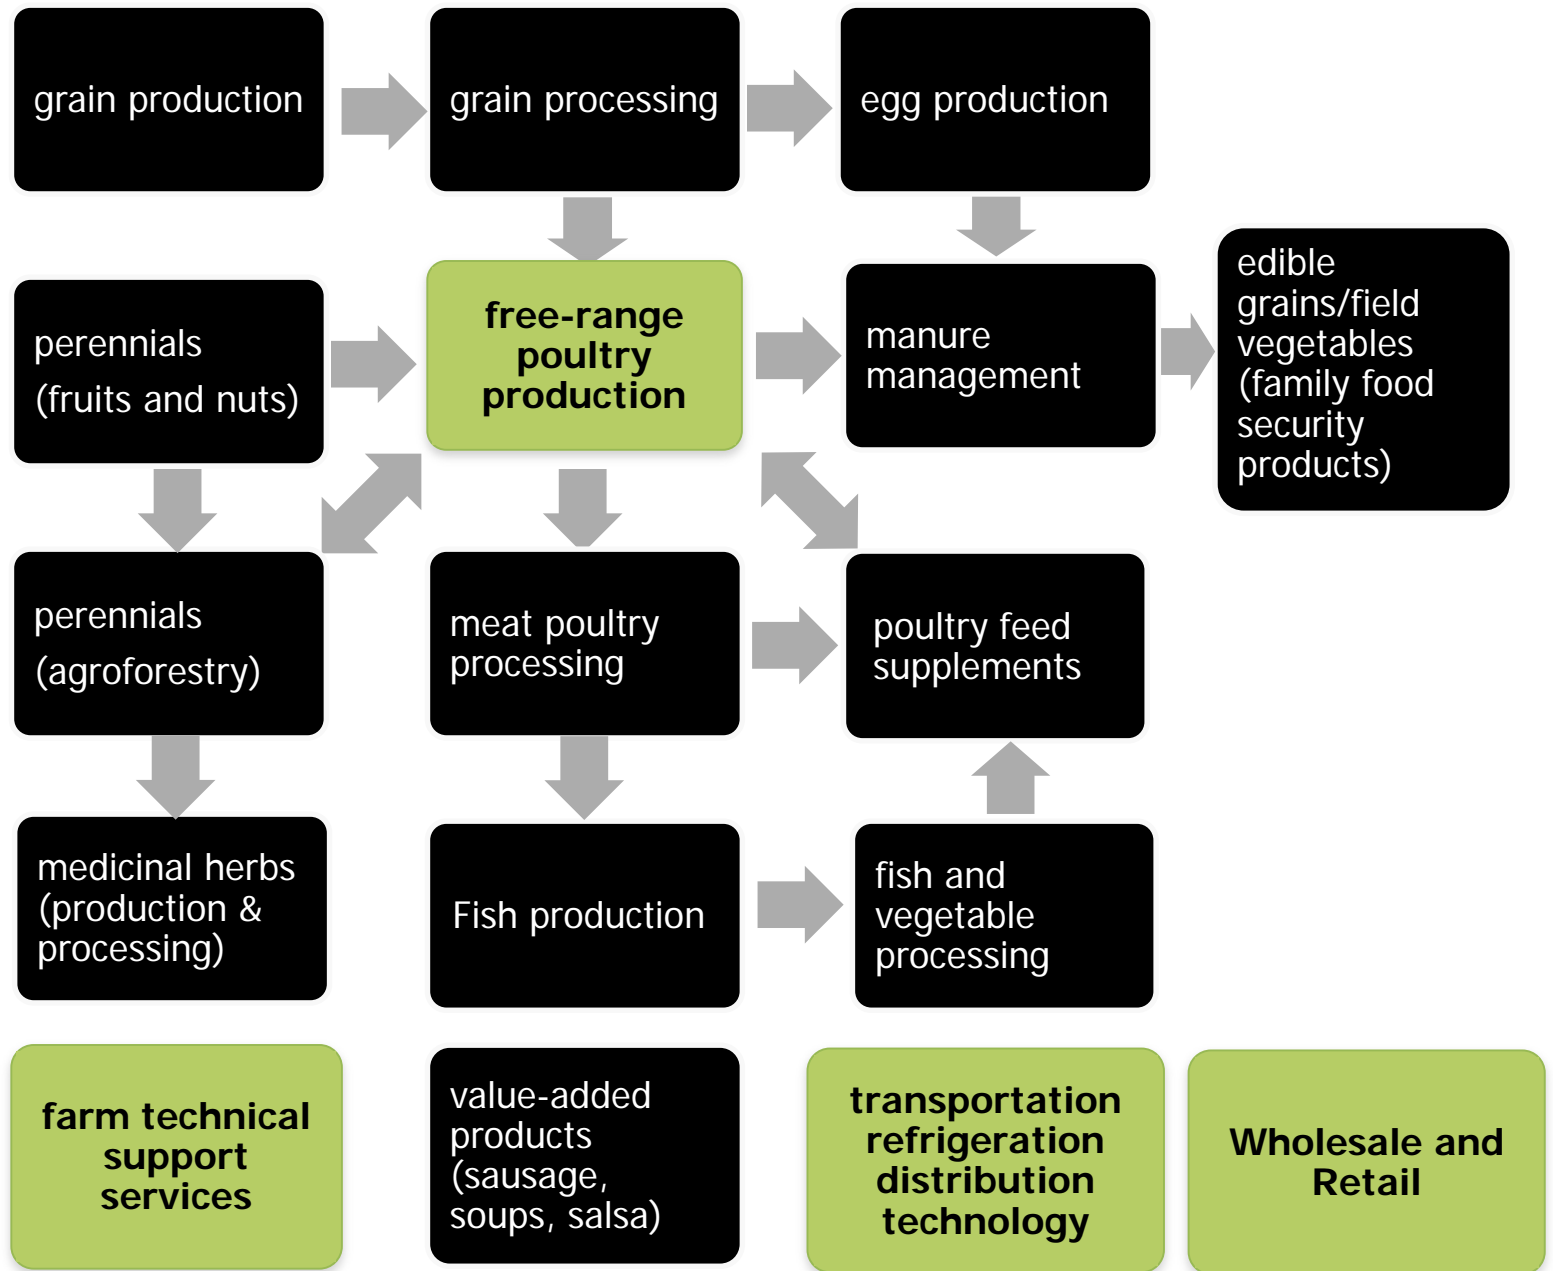 grain production
grain processing
egg production
perennials
(fruits and nuts)
free-range
poultry
production
manure
management
edible
grains/field
vegetables
(family food
security
products)
perennials
(agroforestry)
meat poultry
processing
poultry feed
supplements
medicinal herbs
(production &
processing)
Fish production
fish and
vegetable
processing
farm technical
support
services
value-added
products
(sausage,
soups, salsa)
transportation
refrigeration
distribution
technology
Wholesale and
Retail